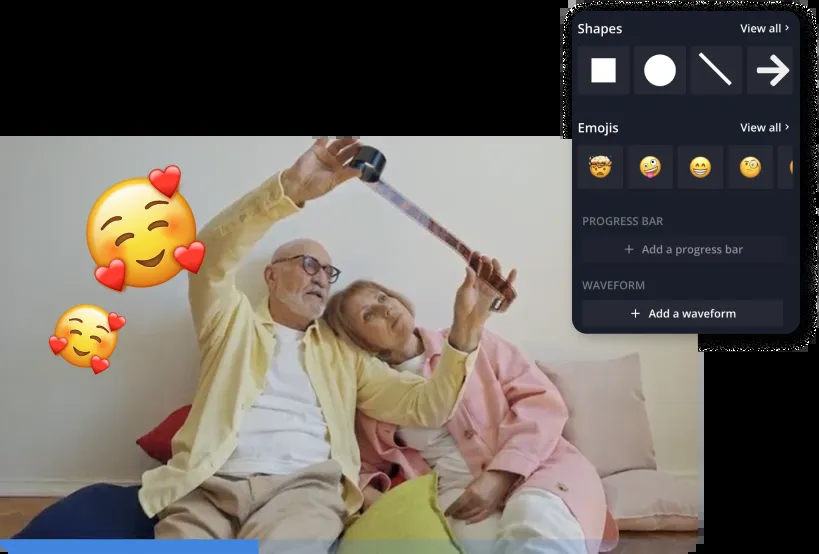 Shapes View all >
Emojis View all >
PROGRESS BAR
+ Add a progress bar
WAVEFORM
+ Add a waveform